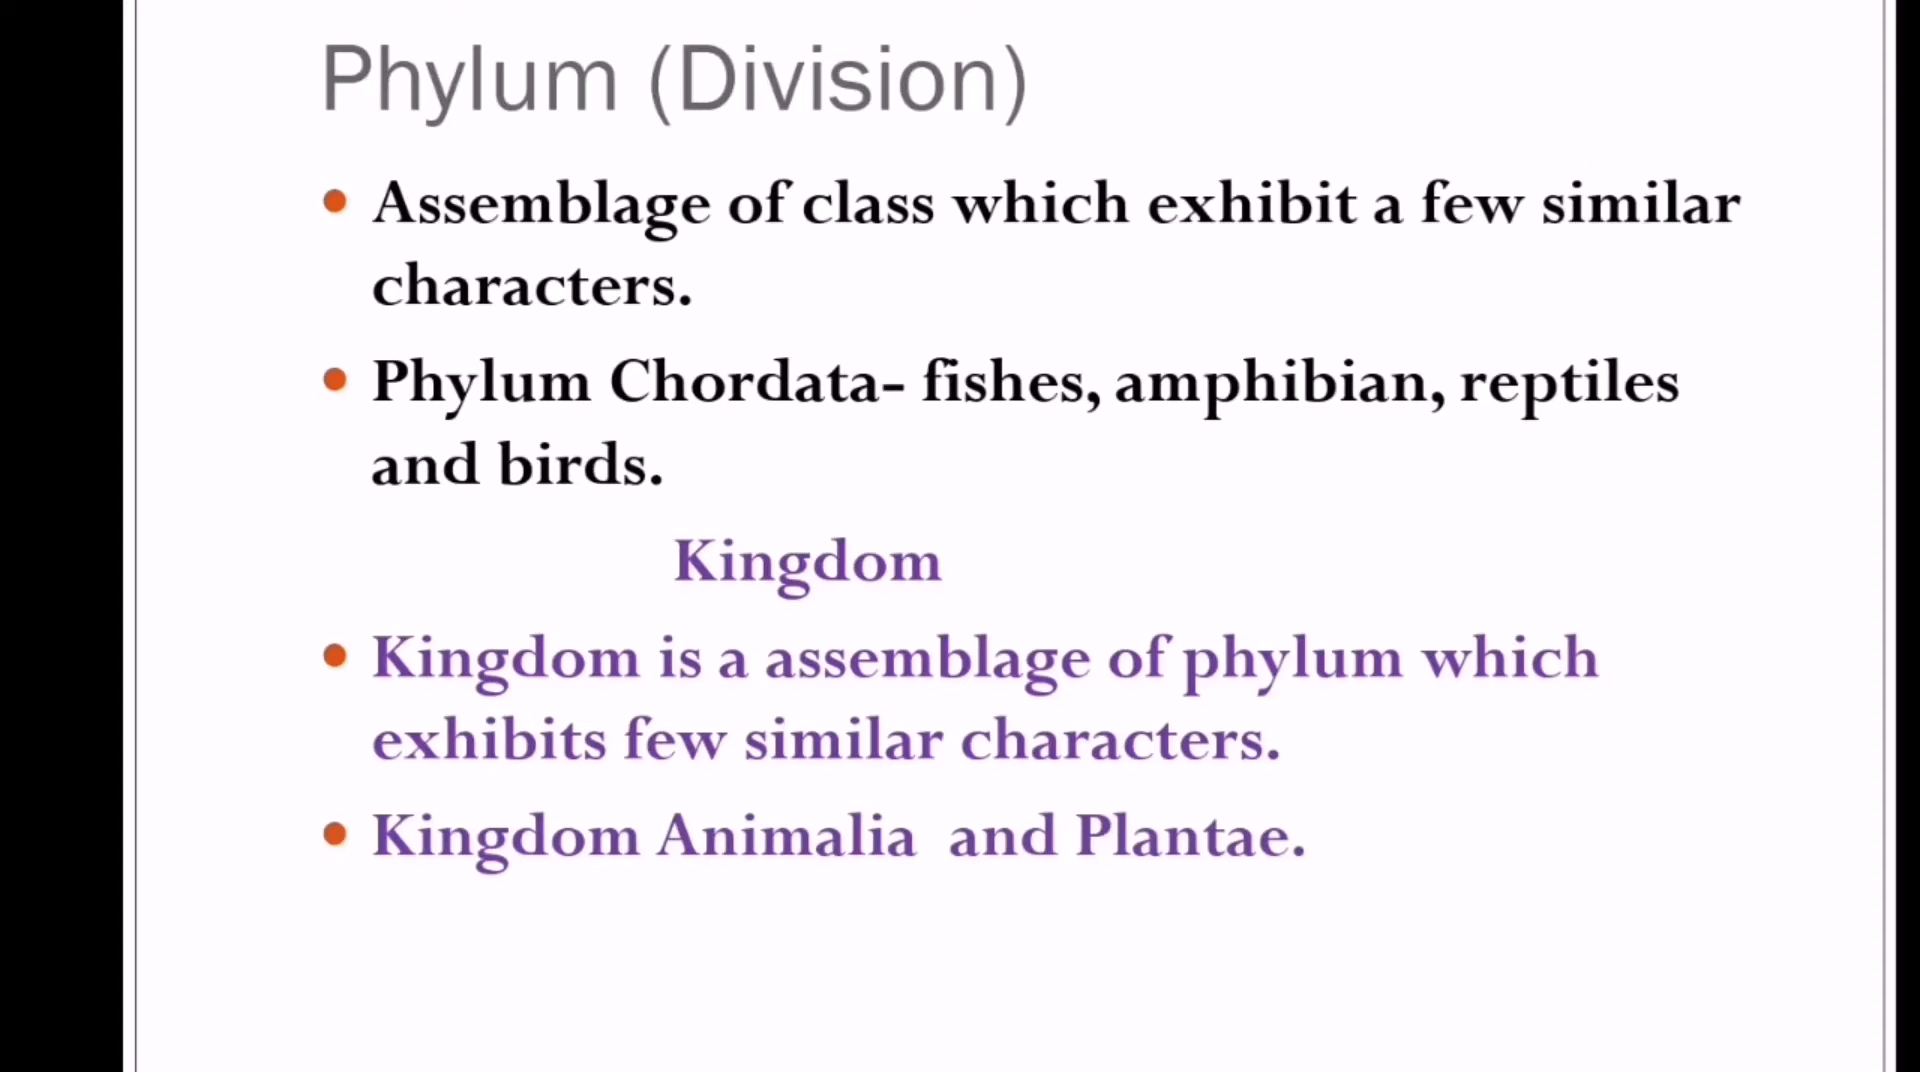 Phylum (Division)
Assemblage of class which exhibit a few similar
characters.
Phylum Chordata- fishes, amphibian, reptiles
and birds.
Kingdom
Kingdom is a assemblage of phylum which
exhibits few similar characters.
Kingdom Animalia and Plantae.